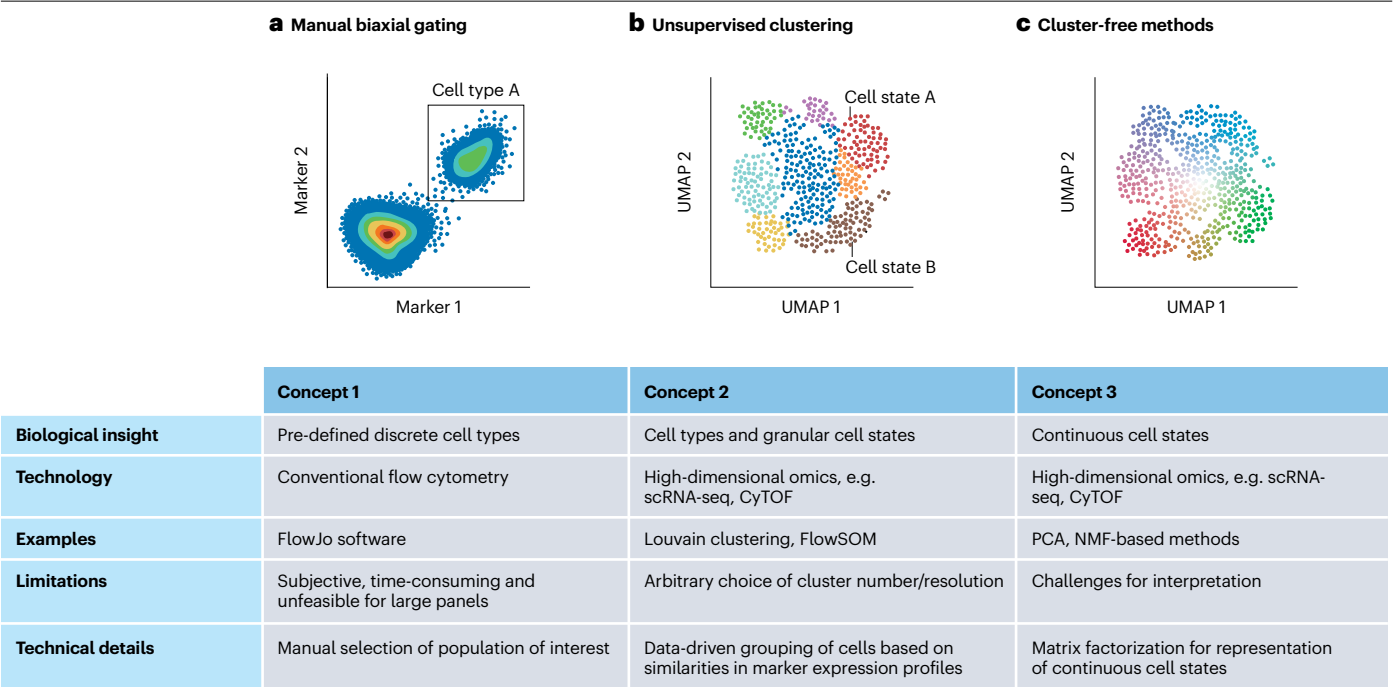 a Manual biaxial gating
Cell type A
Marker 2
Marker 1
b Unsupervised clustering
Cell state A
Cell state B
UMAP 2
UMAP 1
c Cluster-free methods
UMAP 2
UMAP 1
Concept 1
Concept 2
Concept 3
Biological insight
Pre-defined discrete cell types
Cell types and granular cell states
Continuous cell states
Technology
Conventional flow cytometry
High-dimensional omics, e.g.
scRNA-seq, CyTOF
High-dimensional omics, e.g. scRNA-
seq, CyTOF
Examples
FlowJo software
Louvain clustering, FlowSOM
PCA, NMF-based methods
Limitations
Subjective, time-consuming and
unfeasible for large panels
Arbitrary choice of cluster number/resolution
Challenges for interpretation
Technical details
Manual selection of population of interest
Data-driven grouping of cells based on
similarities in marker expression profiles
Matrix factorization for representation
of continuous cell states